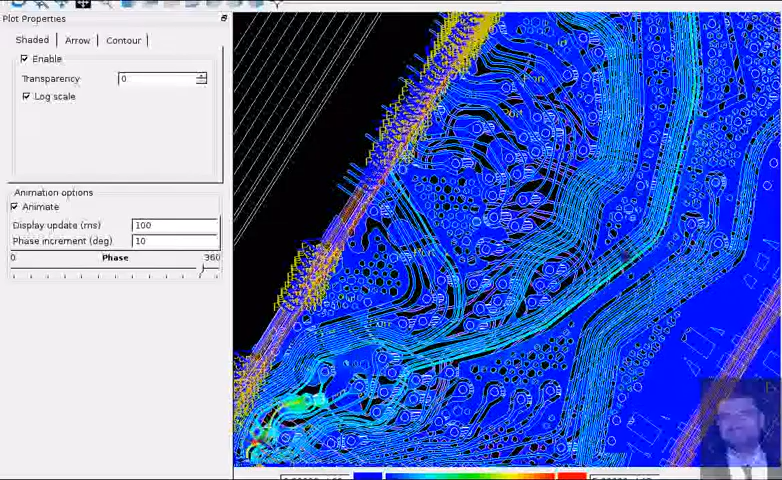 Plot Properties
Shaded Arrow Contour
Enable
Transparency 0
Log scale
Animation options
Animate
Display update (ms) 100
Phase increment (deg) 10
0 Phase 360